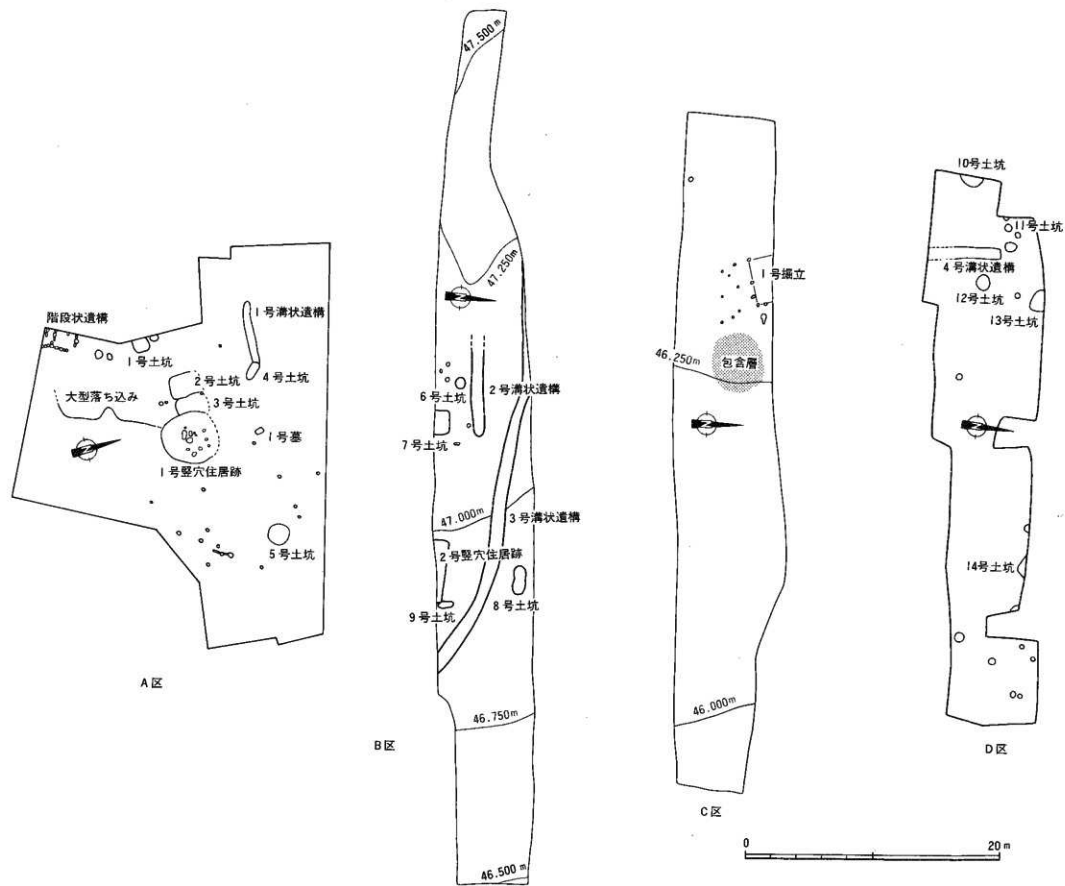 階段状遺構
1号溝状遺構
1号土坑
2号土坑
4号土坑
大型落ち込み
3号土坑
1号墓
1号竪穴住居跡
5号土坑
A区
47.500m
47.250m
2号溝状遺構
6号土坑
7号土坑
47.000m
3号溝状遺構
2号竪穴住居跡
8号土坑
9号土坑
46.750m
B区
46.500m
1号掘立
46.250m
包含層
46.000m
C区
10号土坑
11号土坑
4号溝状遺構
12号土坑
13号土坑
14号土坑
D区
0 20m